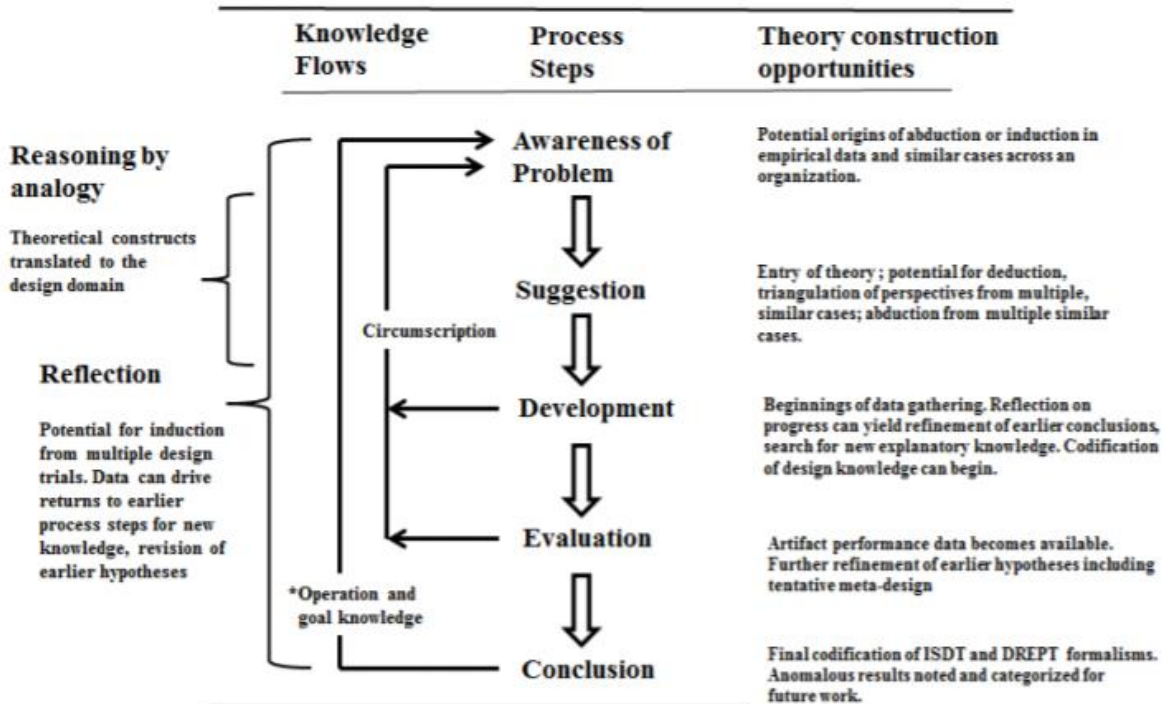 Knowledge
Flows
Process
Steps
Theory construction
opportunities
Reasoning by
analogy
Theoretical constructs
translated to the
design domain
Reflection
Potential for induction
from multiple design
trials. Data can drive
returns to earlier
process steps for new
knowledge, revision of
earlier hypotheses
Circumscription
*Operation and
goal knowledge
Awareness of
Problem
Suggestion
Development
Evaluation
Conclusion
Potential origins of abduction or induction in
empirical data and similar cases across an
organization.
Entry of theory ; potential for deduction,
triangulation of perspectives from multiple,
similar cases; abduction from multiple similar
cases.
Beginnings of data gathering. Reflection on
progress can yield refinement of earlier conclusions,
search for new explanatory knowledge. Codification
of design knowledge can begin.
Artifact performance data becomes available.
Further refinement of earlier hypotheses including
tentative meta-design
Final codification of ISDT and DREPT formalisms.
Anomalous results noted and categorized for
future work.